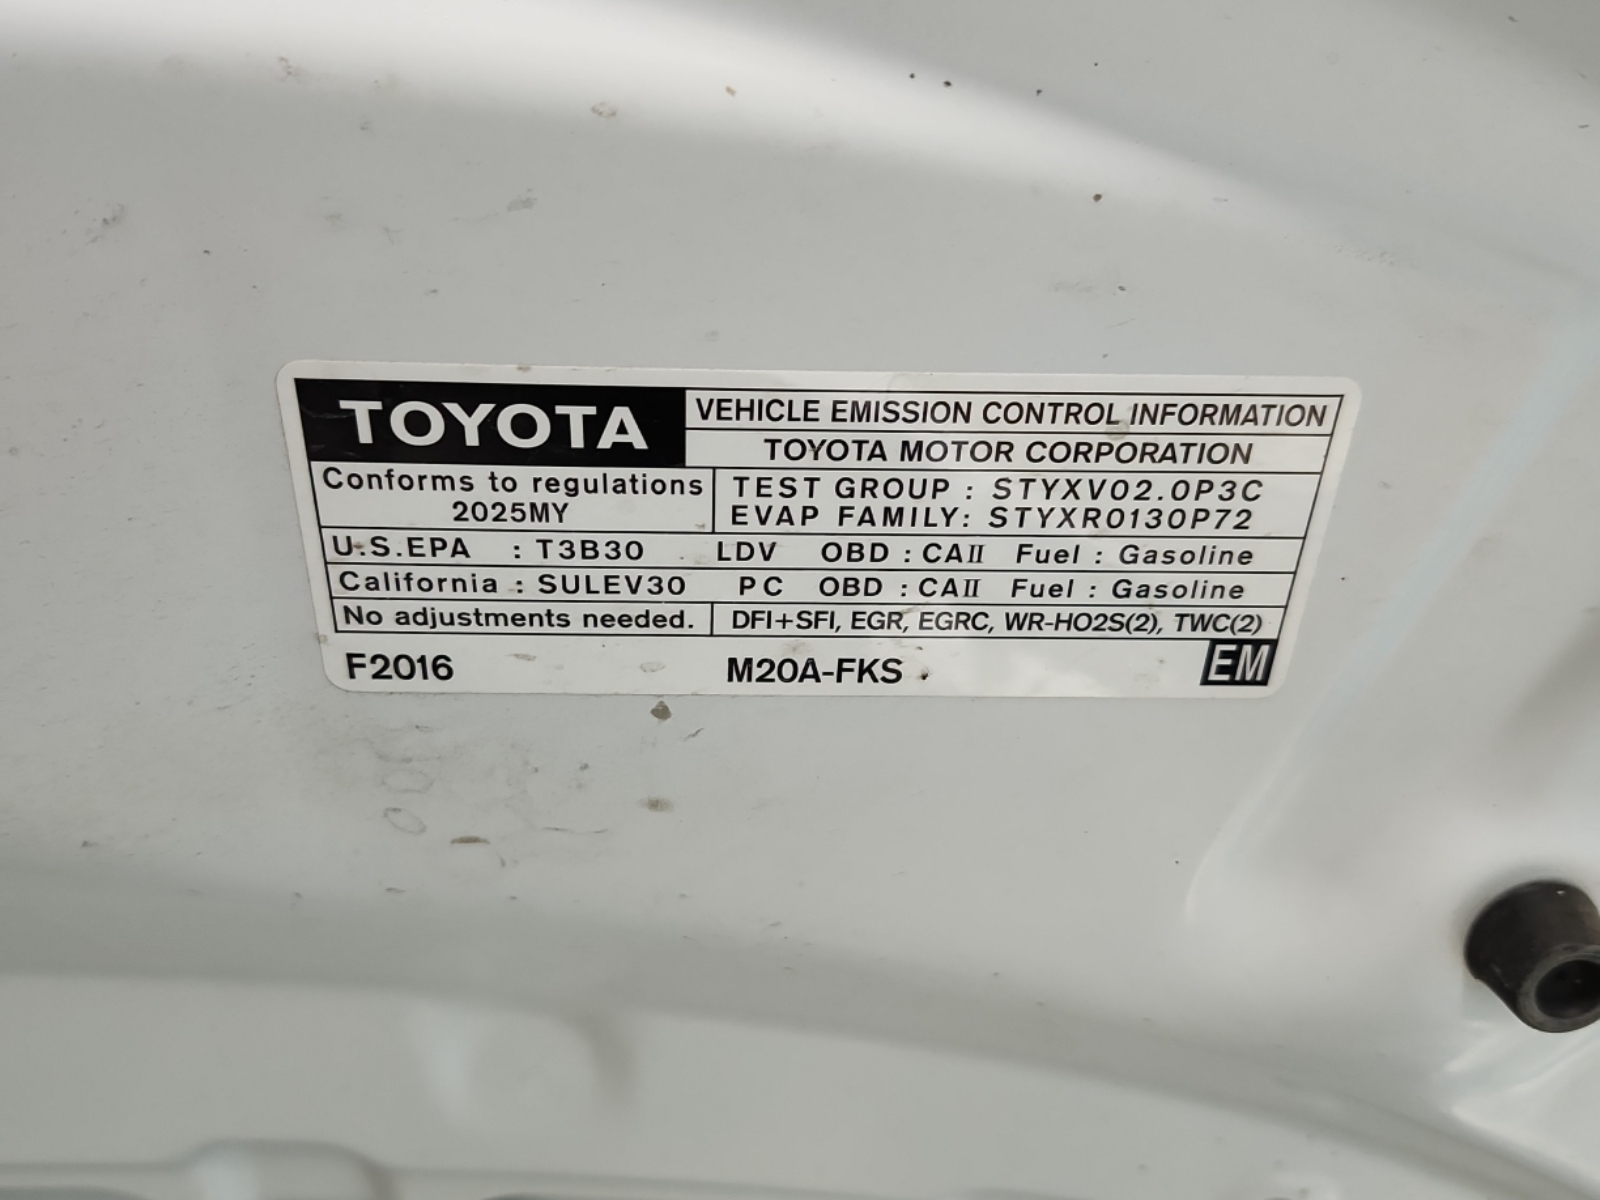 TOYOTA
VEHICLE EMISSION CONTROL INFORMATION
TOYOTA MOTOR CORPORATION
Conforms to regulations
2025MY
TEST GROUP : STYXV02.0P3C
EVAP FAMILY: STYXR0130P72
U.S.EPA : T3B30 LDV OBD : CAII Fuel : Gasoline
California : SULEV30 PC OBD : CAII Fuel : Gasoline
No adjustments needed. DFI+SFI, EGR, EGRC, WR-HO2S(2), TWC(2)
F2016 M20A-FKS EM